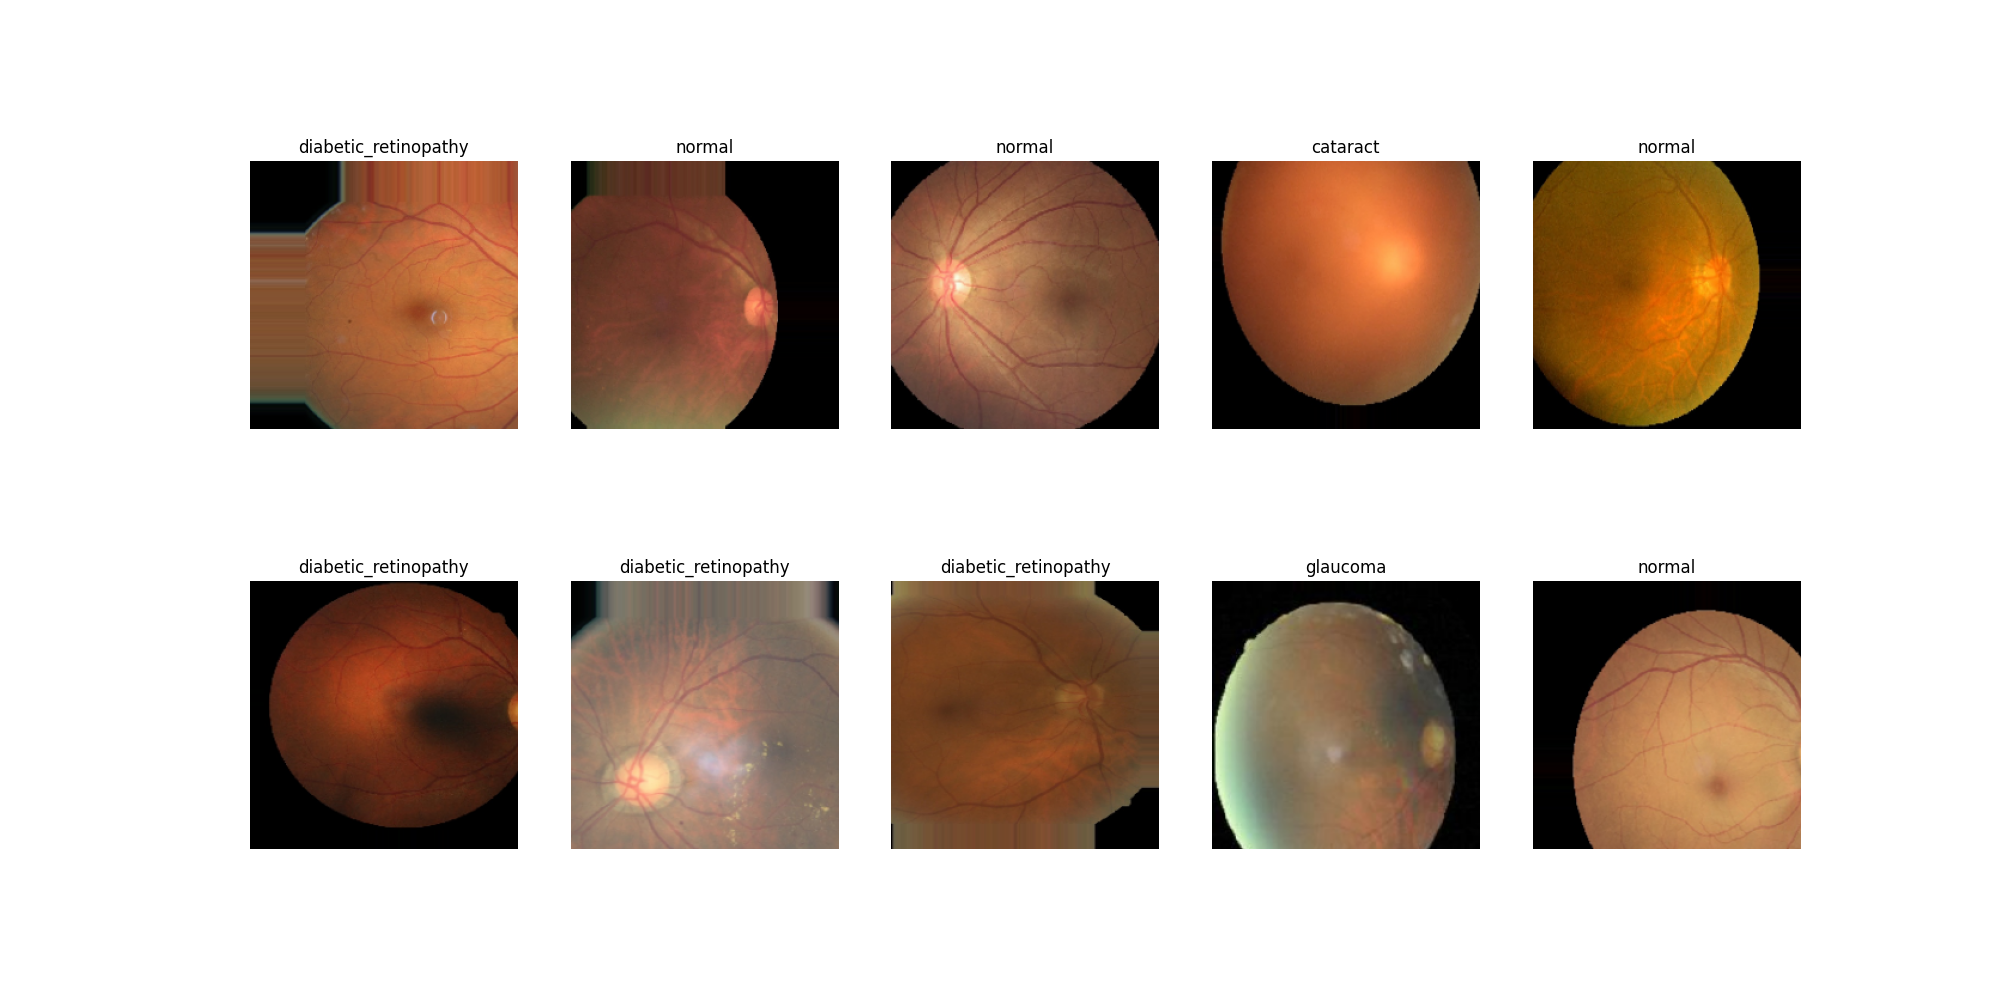 diabetic_retinopathy
normal
normal
cataract
normal
diabetic_retinopathy
diabetic_retinopathy
diabetic_retinopathy
glaucoma
normal